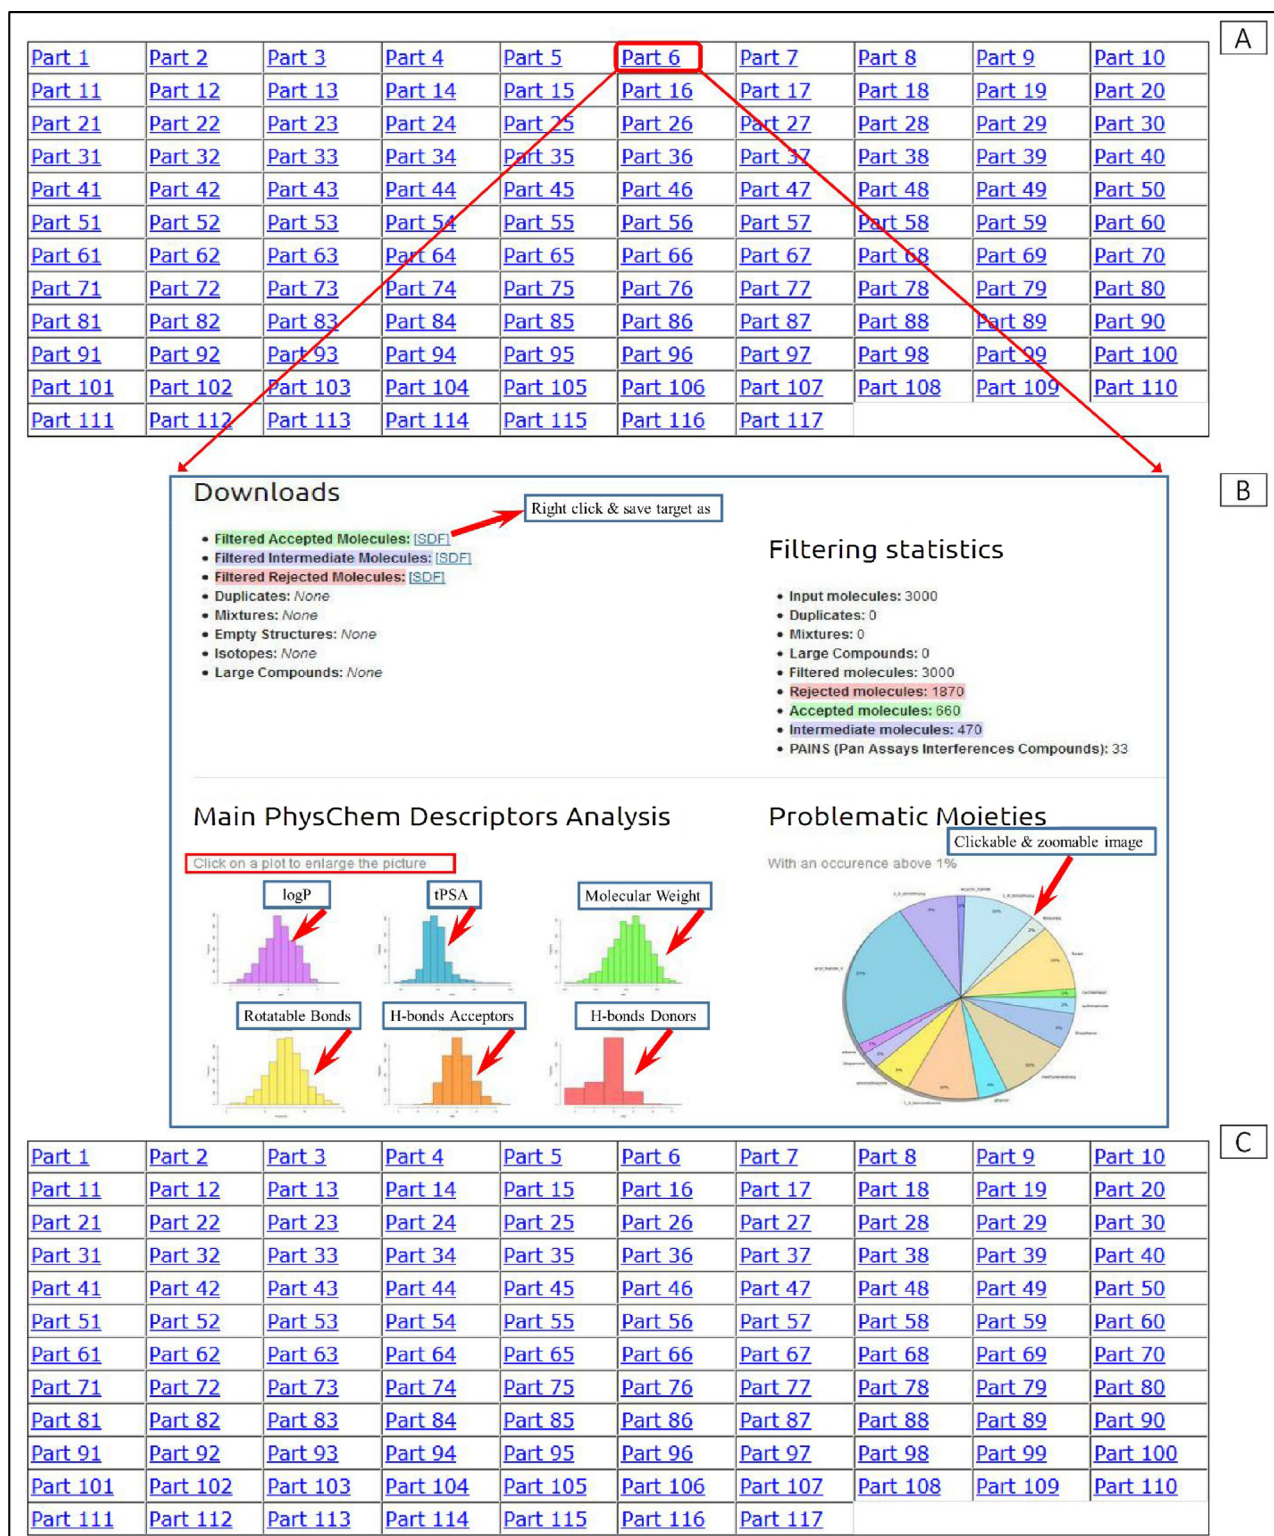 A
Part 1 Part 2 Part 3 Part 4 Part 5 Part 6 Part 7 Part 8 Part 9 Part 10
Part 11 Part 12 Part 13 Part 14 Part 15 Part 16 Part 17 Part 18 Part 19 Part 20
Part 21 Part 22 Part 23 Part 24 Part 25 Part 26 Part 27 Part 28 Part 29 Part 30
Part 31 Part 32 Part 33 Part 34 Part 35 Part 36 Part 37 Part 38 Part 39 Part 40
Part 41 Part 42 Part 43 Part 44 Part 45 Part 46 Part 47 Part 48 Part 49 Part 50
Part 51 Part 52 Part 53 Part 54 Part 55 Part 56 Part 57 Part 58 Part 59 Part 60
Part 61 Part 62 Part 63 Part 64 Part 65 Part 66 Part 67 Part 68 Part 69 Part 70
Part 71 Part 72 Part 73 Part 74 Part 75 Part 76 Part 77 Part 78 Part 79 Part 80
Part 81 Part 82 Part 83 Part 84 Part 85 Part 86 Part 87 Part 88 Part 89 Part 90
Part 91 Part 92 Part 93 Part 94 Part 95 Part 96 Part 97 Part 98 Part 99 Part 100
Part 101 Part 102 Part 103 Part 104 Part 105 Part 106 Part 107 Part 108 Part 109 Part 110
Part 111 Part 112 Part 113 Part 114 Part 115 Part 116 Part 117
B
Downloads
Right click & save target as
• Filtered Accepted Molecules: [SDF]
• Filtered Intermediate Molecules: [SDF]
• Filtered Rejected Molecules: [SDF]
• Duplicates: None
• Mixtures: None
• Empty Structures: None
• Isotopes: None
• Large Compounds: None
Filtering statistics
• Input molecules: 3000
• Duplicates: 0
• Mixtures: 0
• Large Compounds: 0
• Filtered molecules: 3000
• Rejected molecules: 1870
• Accepted molecules: 660
• Intermediate molecules: 470
• PAINS (Pan Assays Interferences Compounds): 33
Main PhysChem Descriptors Analysis
Click on a plot to enlarge the picture
logP
tPSA
Molecular Weight
Rotatable Bonds
H-bonds Acceptors
H-bonds Donors
Problematic Moieties
Clickable & zoomable image
With an occurence above 1%
C
Part 1 Part 2 Part 3 Part 4 Part 5 Part 6 Part 7 Part 8 Part 9 Part 10
Part 11 Part 12 Part 13 Part 14 Part 15 Part 16 Part 17 Part 18 Part 19 Part 20
Part 21 Part 22 Part 23 Part 24 Part 25 Part 26 Part 27 Part 28 Part 29 Part 30
Part 31 Part 32 Part 33 Part 34 Part 35 Part 36 Part 37 Part 38 Part 39 Part 40
Part 41 Part 42 Part 43 Part 44 Part 45 Part 46 Part 47 Part 48 Part 49 Part 50
Part 51 Part 52 Part 53 Part 54 Part 55 Part 56 Part 57 Part 58 Part 59 Part 60
Part 61 Part 62 Part 63 Part 64 Part 65 Part 66 Part 67 Part 68 Part 69 Part 70
Part 71 Part 72 Part 73 Part 74 Part 75 Part 76 Part 77 Part 78 Part 79 Part 80
Part 81 Part 82 Part 83 Part 84 Part 85 Part 86 Part 87 Part 88 Part 89 Part 90
Part 91 Part 92 Part 93 Part 94 Part 95 Part 96 Part 97 Part 98 Part 99 Part 100
Part 101 Part 102 Part 103 Part 104 Part 105 Part 106 Part 107 Part 108 Part 109 Part 110
Part 111 Part 112 Part 113 Part 114 Part 115 Part 116 Part 117